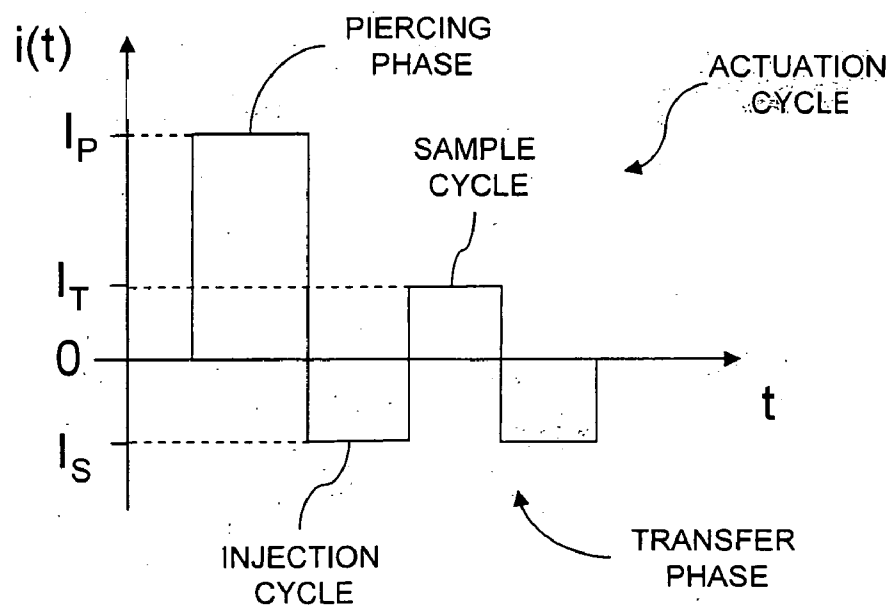 i(t)
PIERCING
PHASE
ACTUATION
CYCLE
I_P
SAMPLE
CYCLE
I_T
0
t
I_S
INJECTION
CYCLE
TRANSFER
PHASE